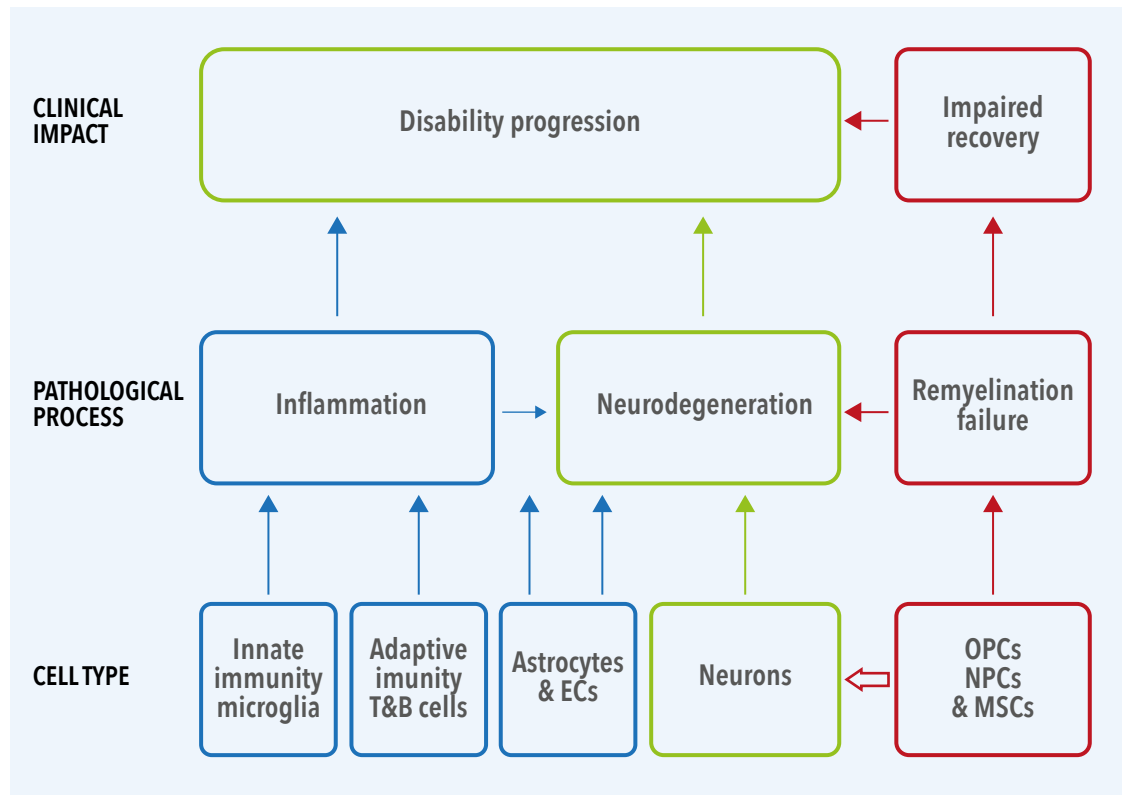 CLINICAL
IMPACT
Disability progression
Impaired
recovery
PATHOLOGICAL
PROCESS
Inflammation
Neurodegeneration
Remyelination
failure
CELL TYPE
Innate
immunity
microglia
Adaptive
imunity
T&B cells
Astrocytes
& ECs
Neurons
OPCs
NPCs
& MSCs